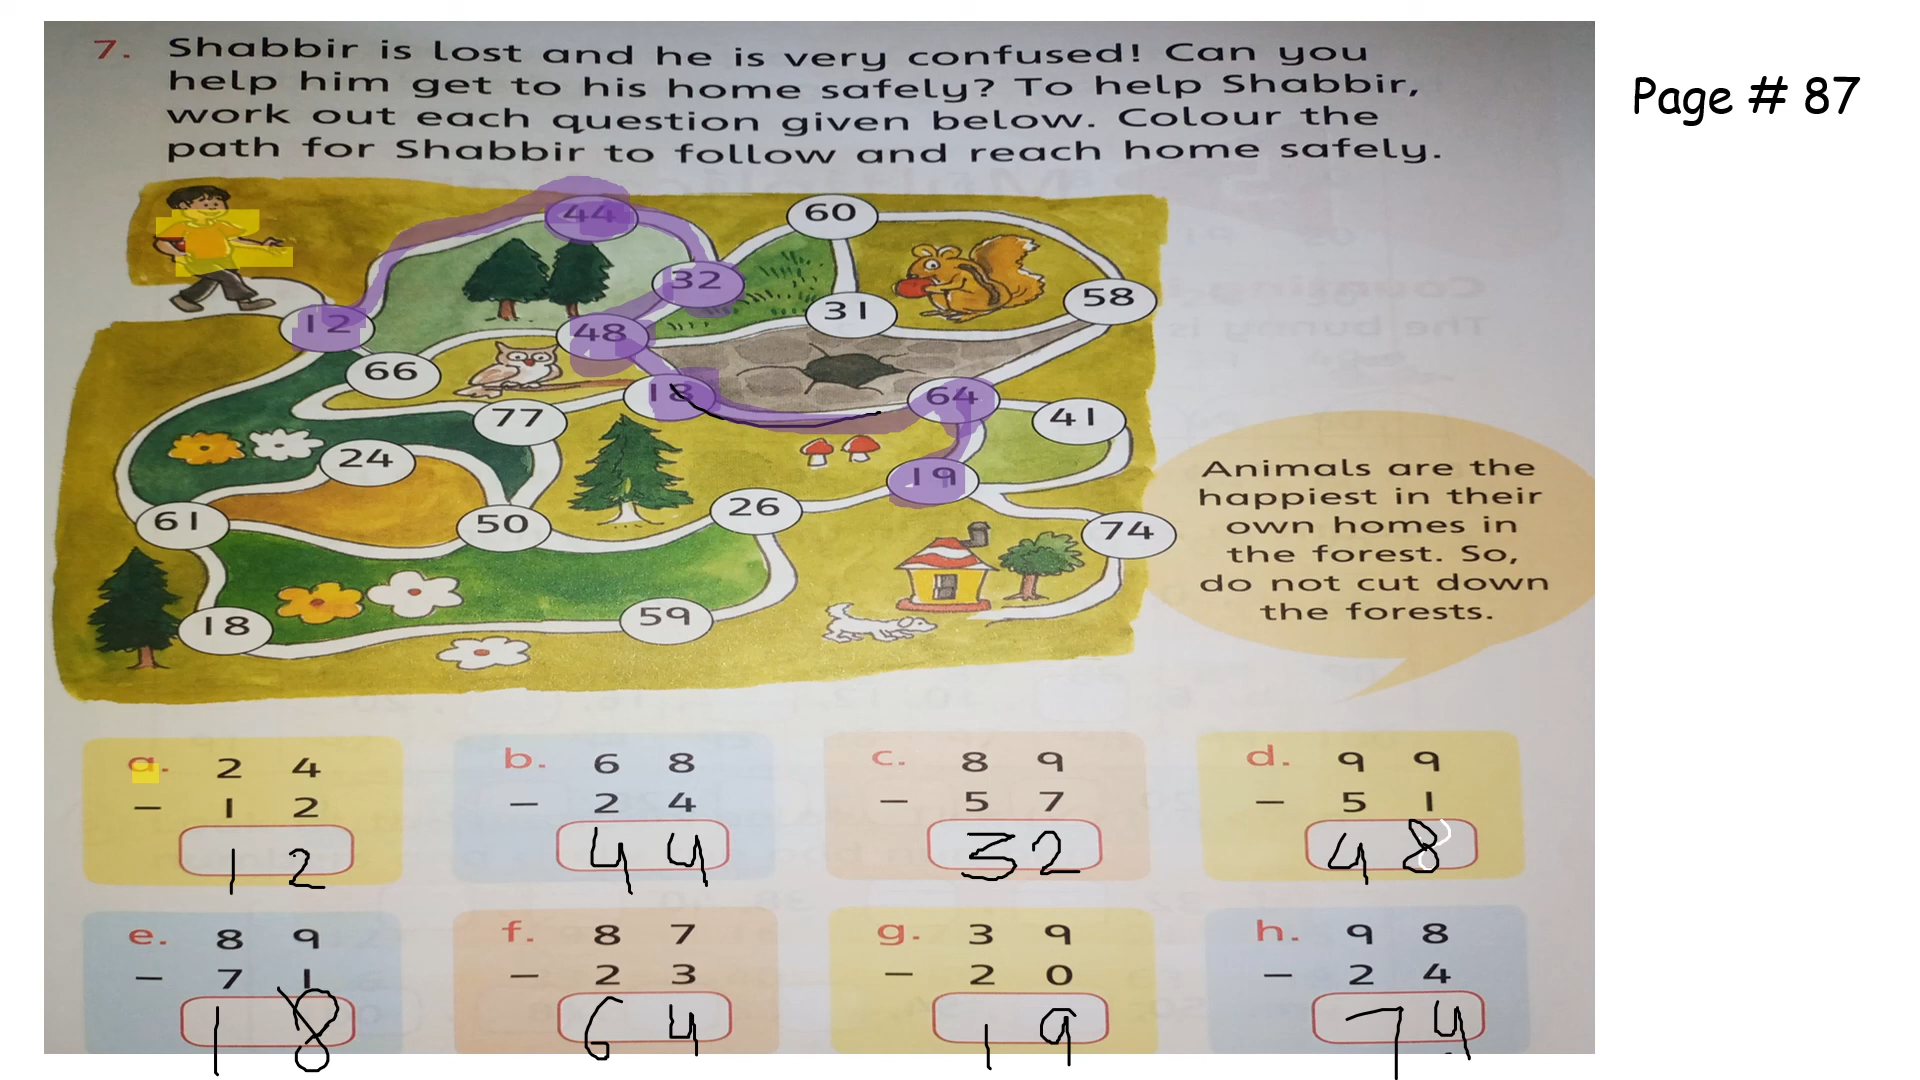 7. Shabbir is lost and he is very confused! Can you
help him get to his home safely? To help Shabbir,
work out each question given below. Colour the
path for Shabbir to follow and reach home safely.
Page # 87
44
60
32
58
12
48
31
66
18
64
77
41
24
19
61
50
26
74
18
59
Animals are the
happiest in their
own homes in
the forest. So,
do not cut down
the forests.
a. 2 4
- 1 2
1 2
b. 6 8
- 2 4
4 4
c. 8 9
- 5 7
3 2
d. 9 9
- 5 1
4 8
e. 8 9
- 7 1
1 8
f. 8 7
- 2 3
6 4
g. 3 9
- 2 0
1 9
h. 9 8
- 2 4
7 4